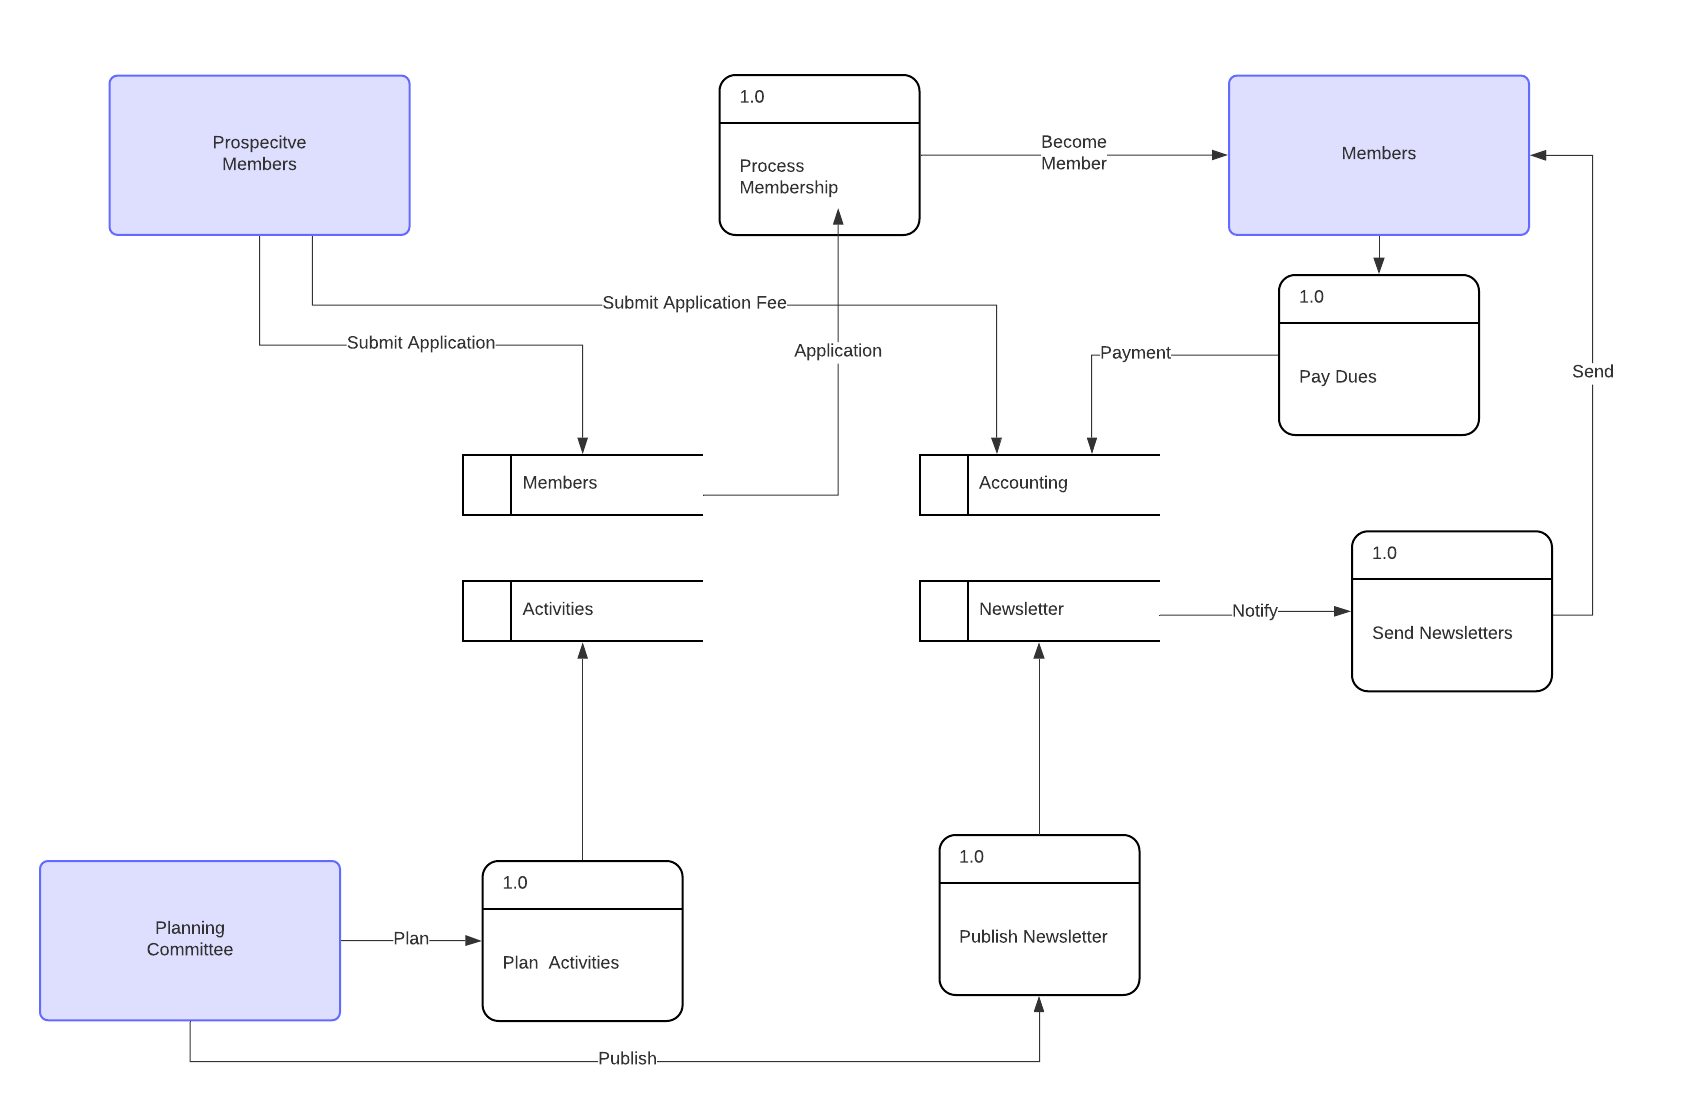 Prospecitve
Members
1.0
Process
Membership
Become
Member
Members
Submit Application Fee
Submit Application
Application
1.0
Pay Dues
Payment
Send
Members
Accounting
Activities
Newsletter
Notify
1.0
Send Newsletters
Planning
Committee
Plan
1.0
Plan  Activities
1.0
Publish Newsletter
Publish